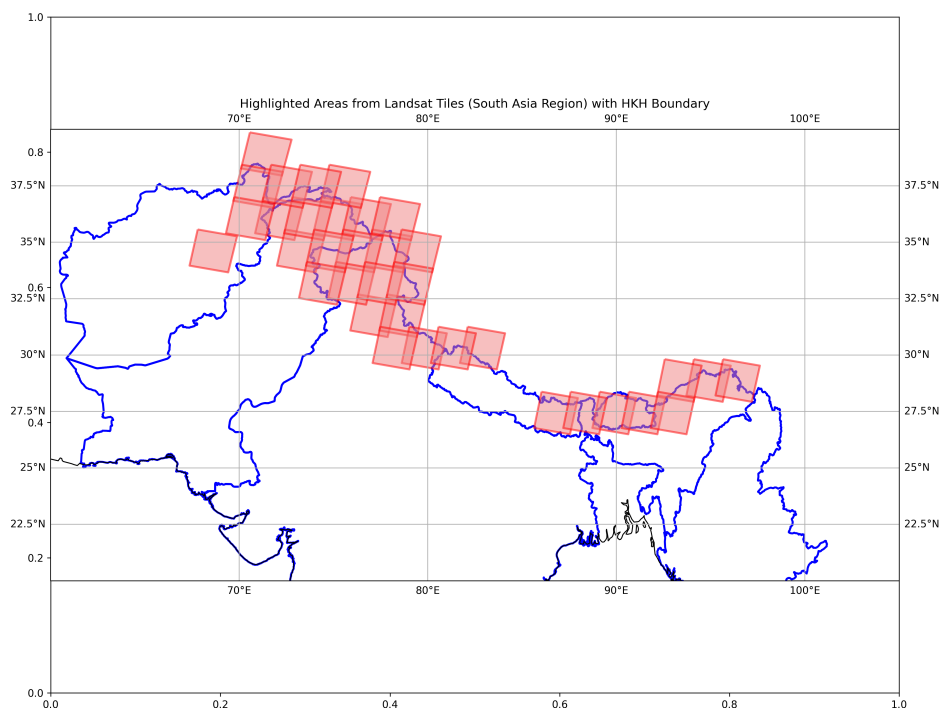 1.0
Highlighted Areas from Landsat Tiles (South Asia Region) with HKH Boundary
70°E 80°E 90°E 100°E
0.8
37.5°N 37.5°N
35°N 35°N
0.6
32.5°N 32.5°N
30°N 30°N
27.5°N 27.5°N
0.4
25°N 25°N
22.5°N 22.5°N
0.2
70°E 80°E 90°E 100°E
0.0
0.0 0.2 0.4 0.6 0.8 1.0